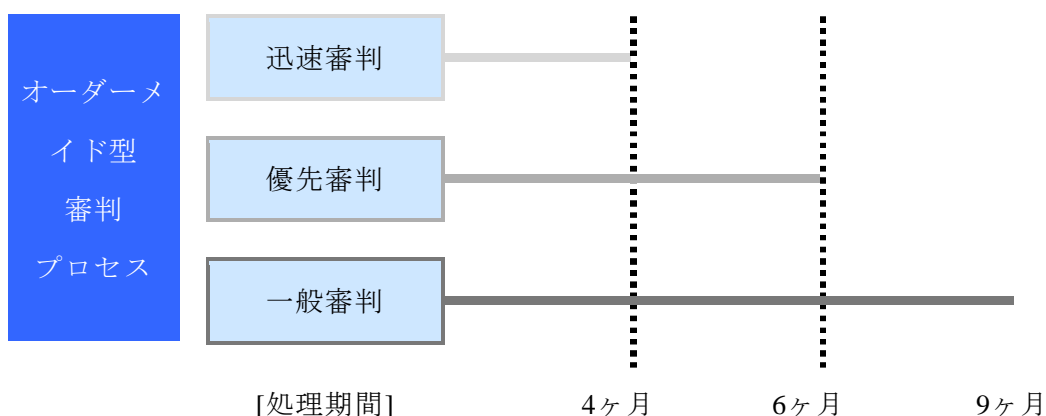 オーダーメ
イド型
審判
プロセス
迅速審判
優先審判
一般審判
[処理期間]
4ヶ月
6ヶ月
9ヶ月